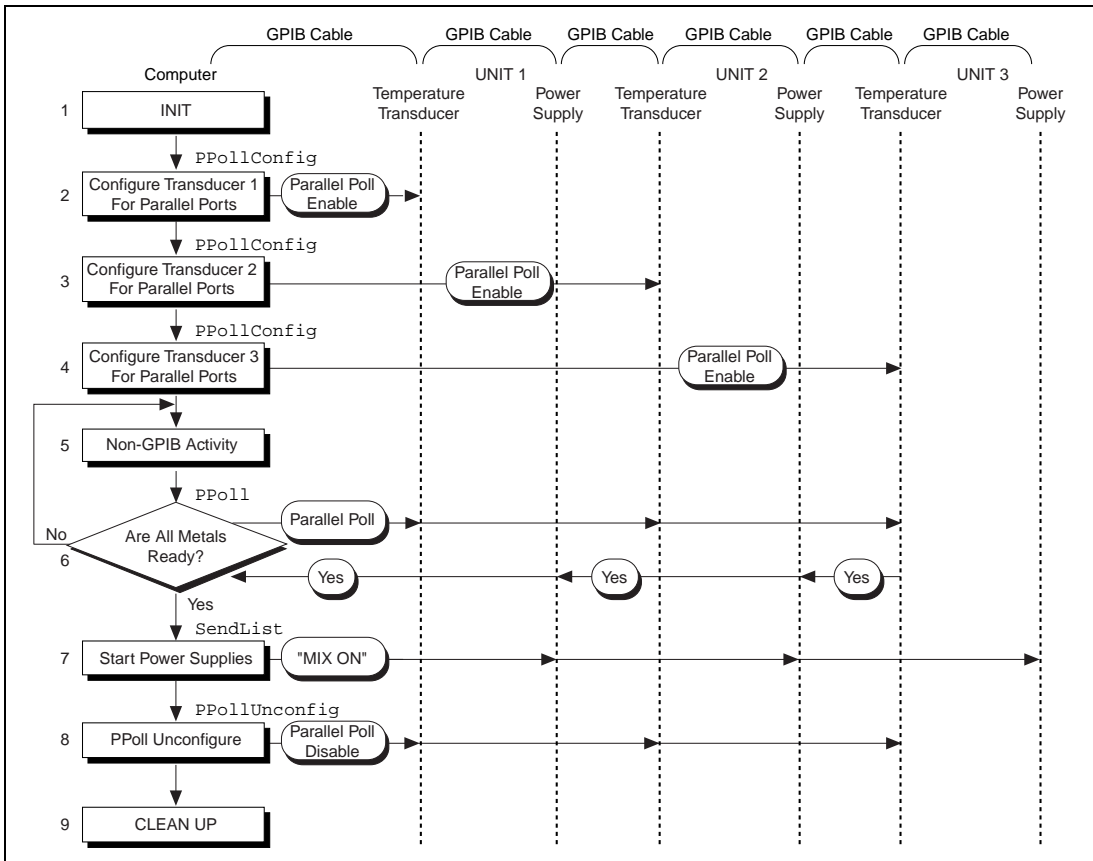 GPIB Cable GPIB Cable GPIB Cable GPIB Cable GPIB Cable GPIB Cable
Computer UNIT 1 UNIT 2 UNIT 3
Temperature Transducer Power Supply Temperature Transducer Power Supply Temperature Transducer Power Supply
1 INIT
PPollConfig
2 Configure Transducer 1
For Parallel Ports
Parallel Poll
Enable
PPollConfig
3 Configure Transducer 2
For Parallel Ports
Parallel Poll
Enable
PPollConfig
4 Configure Transducer 3
For Parallel Ports
Parallel Poll
Enable
5 Non-GPIB Activity
PPoll
No
6 Are All Metals
Ready?
Parallel Poll
Yes Yes Yes
Yes
SendList
7 Start Power Supplies "MIX ON"
PPollUnconfig
8 PPoll Unconfigure
Parallel Poll
Disable
9 CLEAN UP